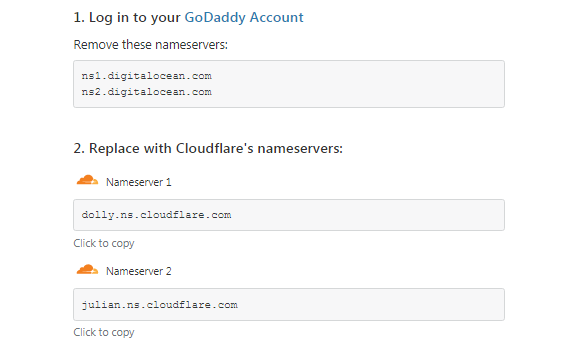 1. Log in to your GoDaddy Account
Remove these nameservers:
ns1.digitalocean.com
ns2.digitalocean.com
2. Replace with Cloudflare's nameservers:
Nameserver 1
dolly.ns.cloudflare.com
Click to copy
Nameserver 2
julian.ns.cloudflare.com
Click to copy